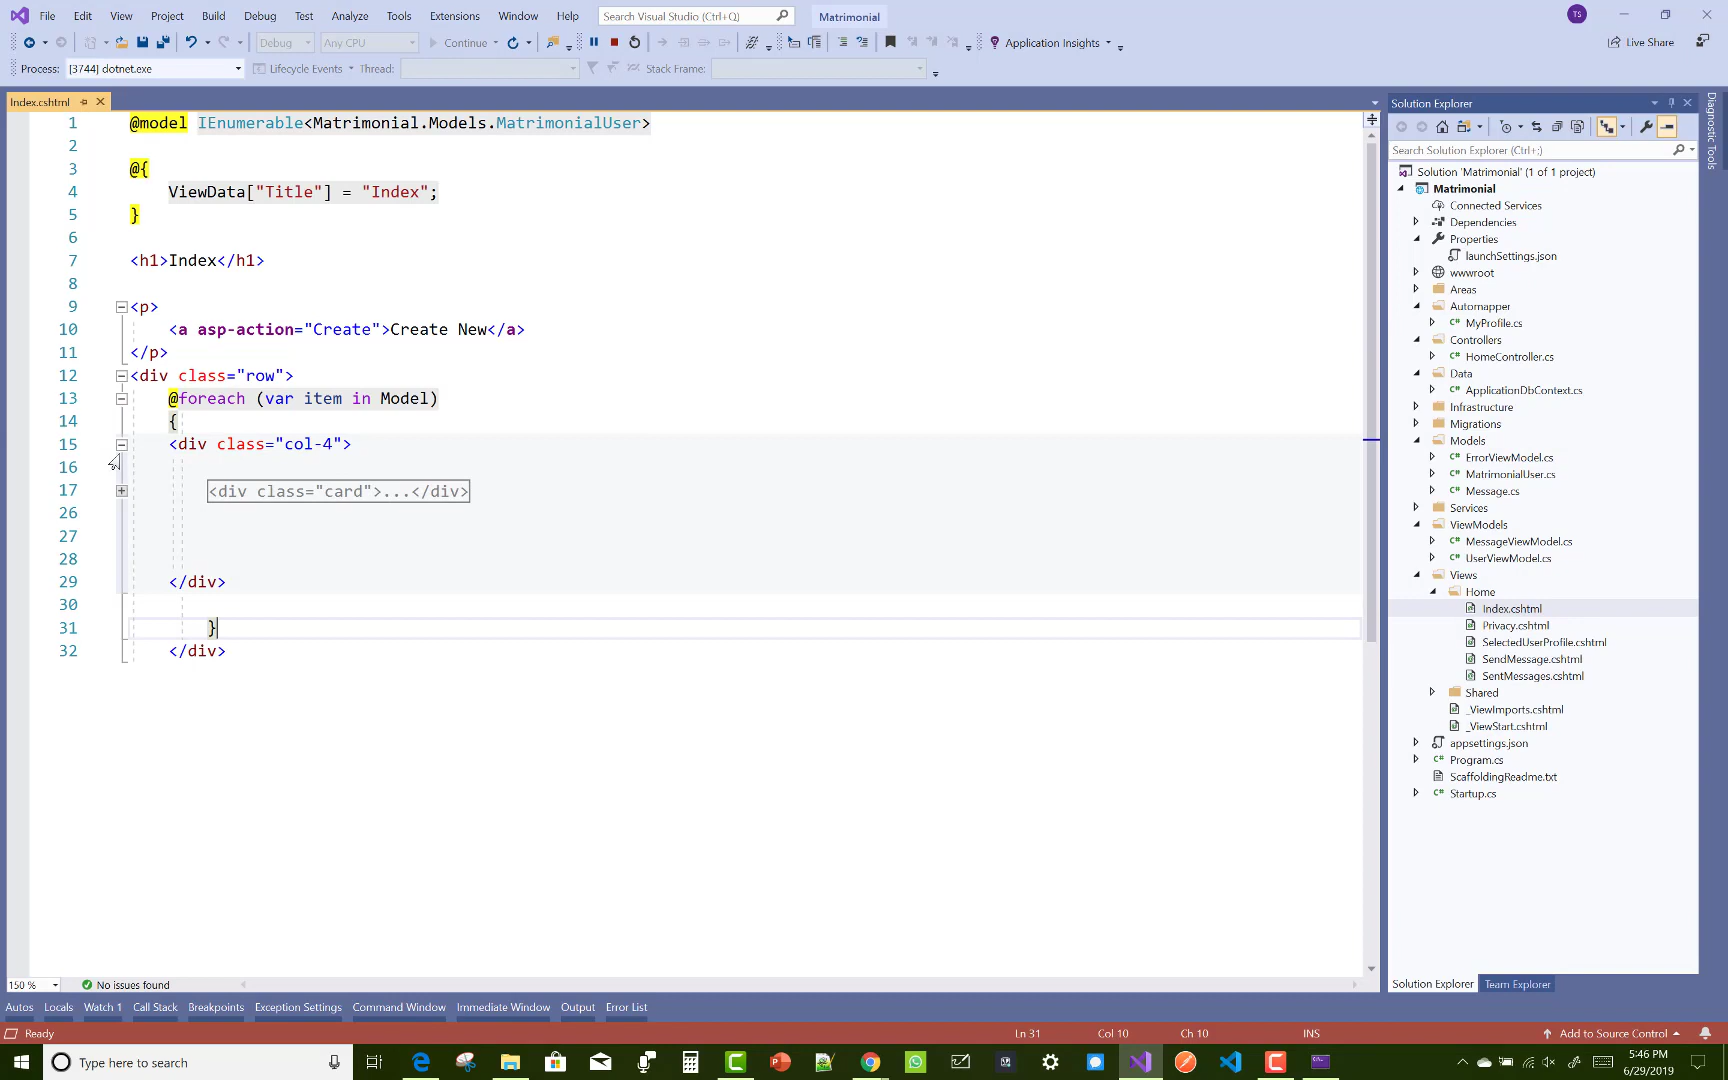 File Edit View Project Build Debug Test Analyze Tools Extensions Window Help Search Visual Studio (Ctrl+Q) Matrimonial TS
Debug Any CPU Continue Application Insights Live Share
Process: [3744] dotnet.exe Lifecycle Events Thread: Stack Frame:
Index.cshtml
1 @model IEnumerable<Matrimonial.Models.MatrimonialUser>
2
3 @{
4 ViewData["Title"] = "Index";
5 }
6
7 <h1>Index</h1>
8
9 <p>
10 <a asp-action="Create">Create New</a>
11 </p>
12 <div class="row">
13 @foreach (var item in Model)
14 {
15 <div class="col-4">
16
17 <div class="card">...</div>
26
27
28
29 </div>
30
31 }
32 </div>
150 % No issues found
Solution Explorer
Search Solution Explorer (Ctrl+;)
Solution 'Matrimonial' (1 of 1 project)
Matrimonial
Connected Services
Dependencies
Properties
launchSettings.json
wwwroot
Areas
Automapper
C# MyProfile.cs
Controllers
C# HomeController.cs
Data
C# ApplicationDbContext.cs
Infrastructure
Migrations
Models
C# ErrorViewModel.cs
C# MatrimonialUser.cs
C# Message.cs
Services
ViewModels
C# MessageViewModel.cs
C# UserViewModel.cs
Views
Home
Index.cshtml
Privacy.cshtml
SelectedUserProfile.cshtml
SendMessage.cshtml
SentMessages.cshtml
Shared
_ViewImports.cshtml
_ViewStart.cshtml
appsettings.json
C# Program.cs
ScaffoldingReadme.txt
C# Startup.cs
Solution Explorer Team Explorer
Diagnostic Tools
Autos Locals Watch 1 Call Stack Breakpoints Exception Settings Command Window Immediate Window Output Error List
Ready Ln 31 Col 10 Ch 10 INS Add to Source Control
Type here to search
5:46 PM
6/29/2019